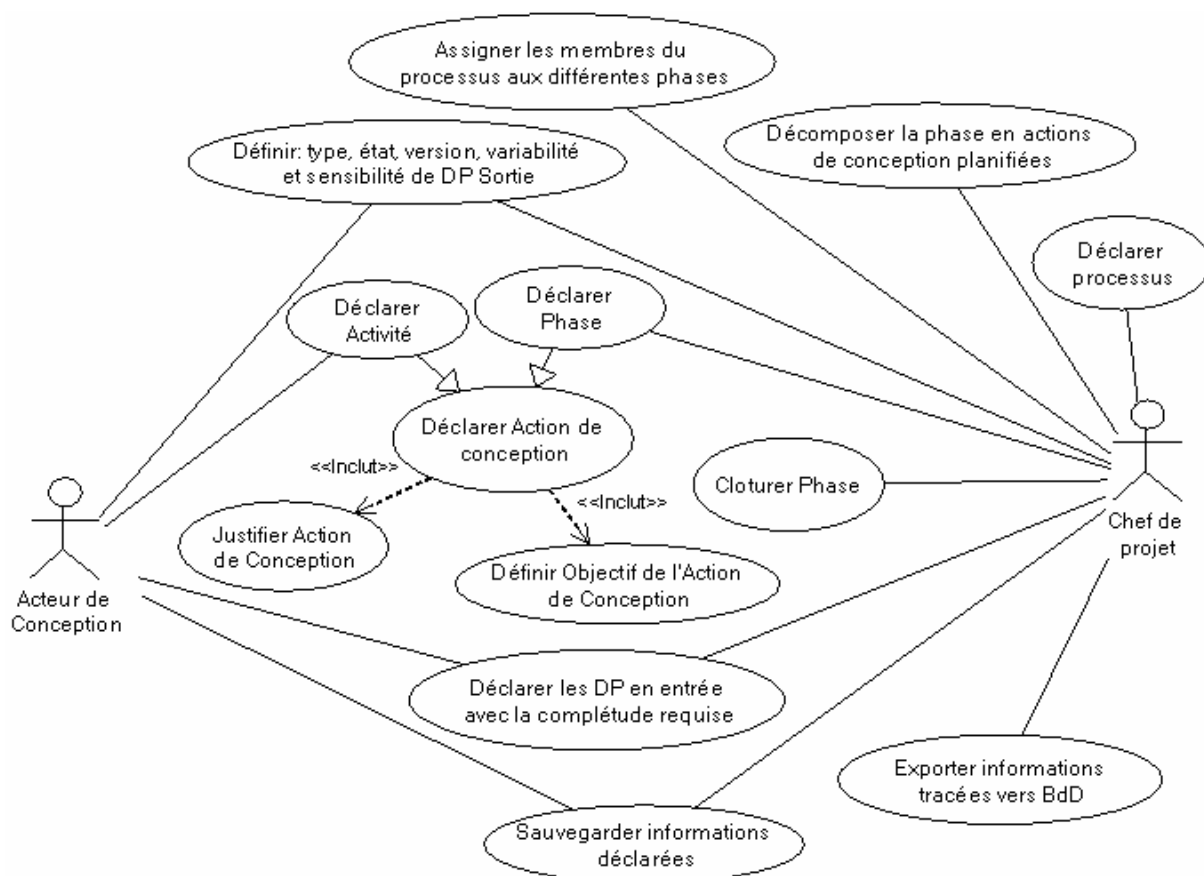 Assigner les membres du
processus aux différentes phases
Décomposer la phase en actions
de conception planifiées
Définir: type, état, version, variabilité
et sensibilité de DP Sortie
Déclarer
processus
Déclarer
Activité
Déclarer
Phase
Déclarer Action de
conception
<<Inclut>>
<<Inclut>>
Cloturer Phase
Justifier Action
de Conception
Chef de
projet
Définir Objectif de l'Action
de Conception
Acteur de
Conception
Déclarer les DP en entrée
avec la complétude requise
Exporter informations
tracées vers BdD
Sauvegarder informations
déclarées